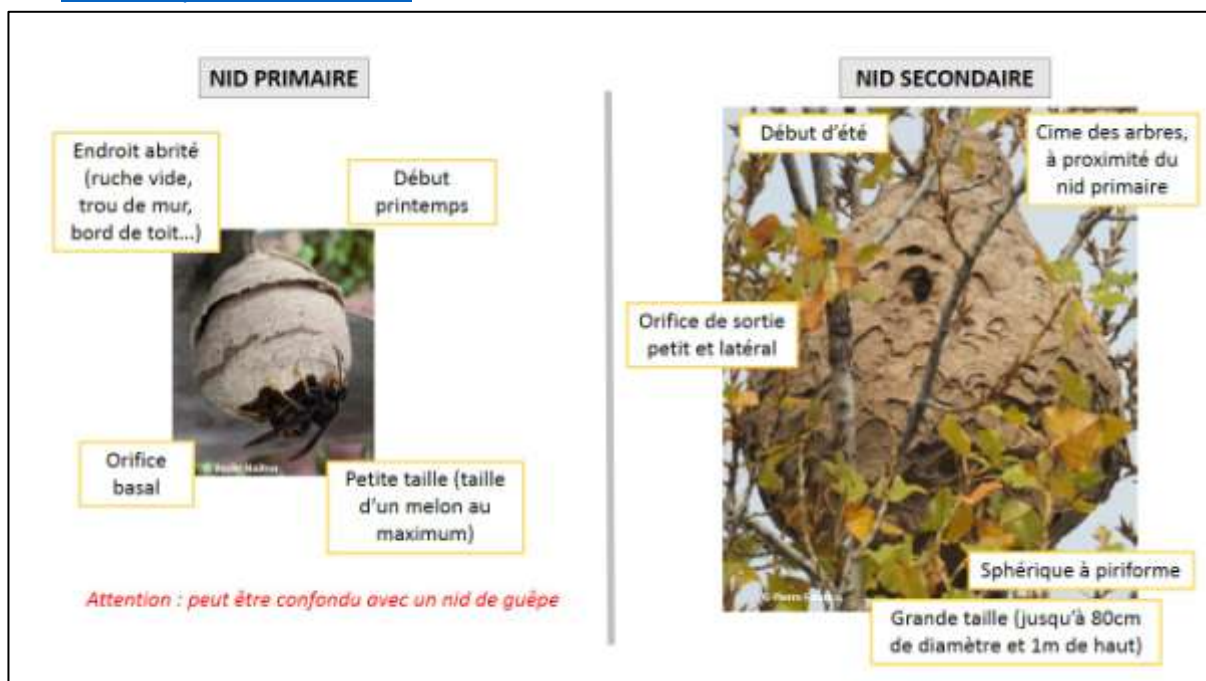 NID PRIMAIRE
Endroit abrité
(ruche vide,
trou de mur,
bord de toit...)
Début
printemps
Orifice
basal
Petite taille (taille
d'un melon au
maximum)
Attention : peut être confondu avec un nid de guêpe
NID SECONDAIRE
Début d'été
Cime des arbres,
à proximité du
nid primaire
Orifice de sortie
petit et latéral
Sphérique à piriforme
Grande taille (jusqu'à 80cm
de diamètre et 1m de haut)